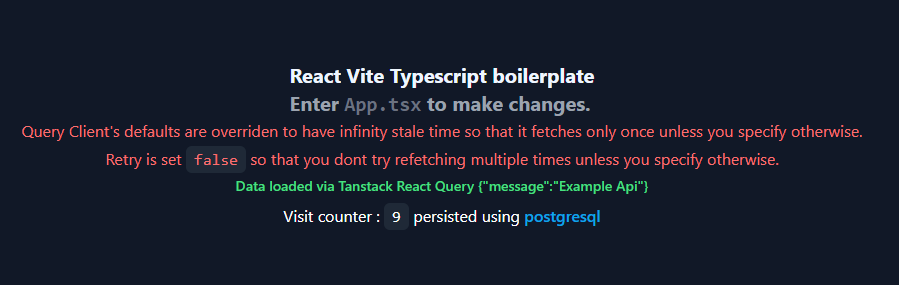 React Vite Typescript boilerplate
Enter App.tsx to make changes.
Query Client's defaults are overriden to have infinity stale time so that it fetches only once unless you specify otherwise.
Retry is set false so that you dont try refetching multiple times unless you specify otherwise.
Data loaded via Tanstack React Query {"message":"Example Api"}
Visit counter : 9 persisted using postgresql